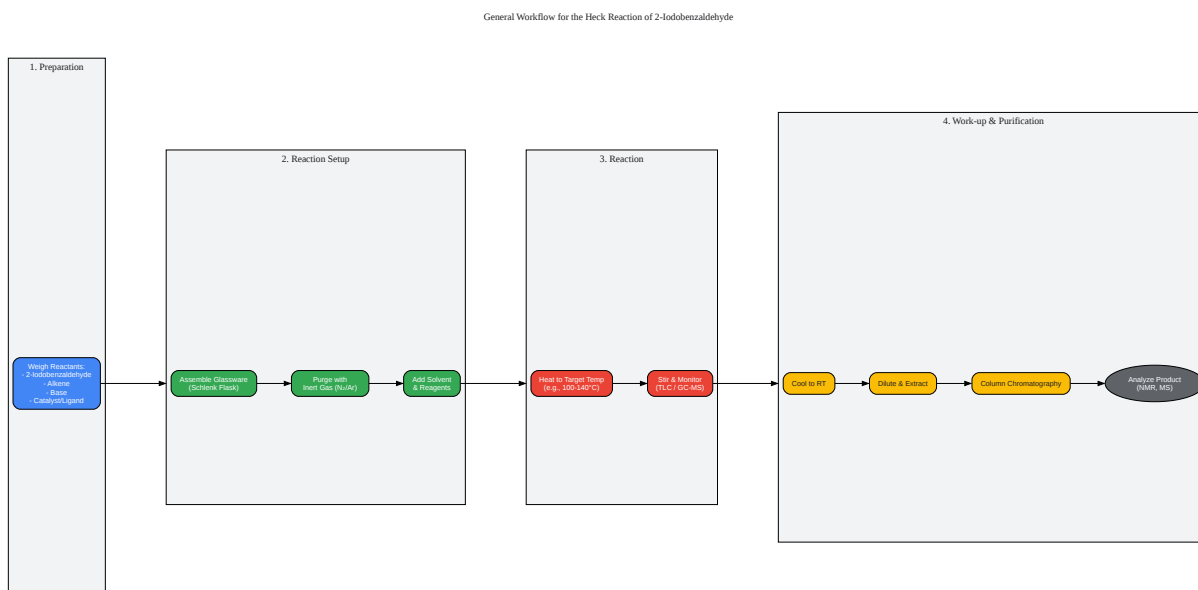 General Workflow for the Heck Reaction of 2-Iodobenzaldehyde
1. Preparation
Weigh Reactants:
- 2-Iodobenzaldehyde
- Alkene
- Base
- Catalyst/Ligand
2. Reaction Setup
Assemble Glassware
(Schlenk Flask)
Purge with
Inert Gas (N₂/Ar)
Add Solvent
& Reagents
3. Reaction
Heat to Target Temp
(e.g., 100-140°C)
Stir & Monitor
(TLC / GC-MS)
4. Work-up & Purification
Cool to RT
Dilute & Extract
Column Chromatography
Analyze Product
(NMR, MS)